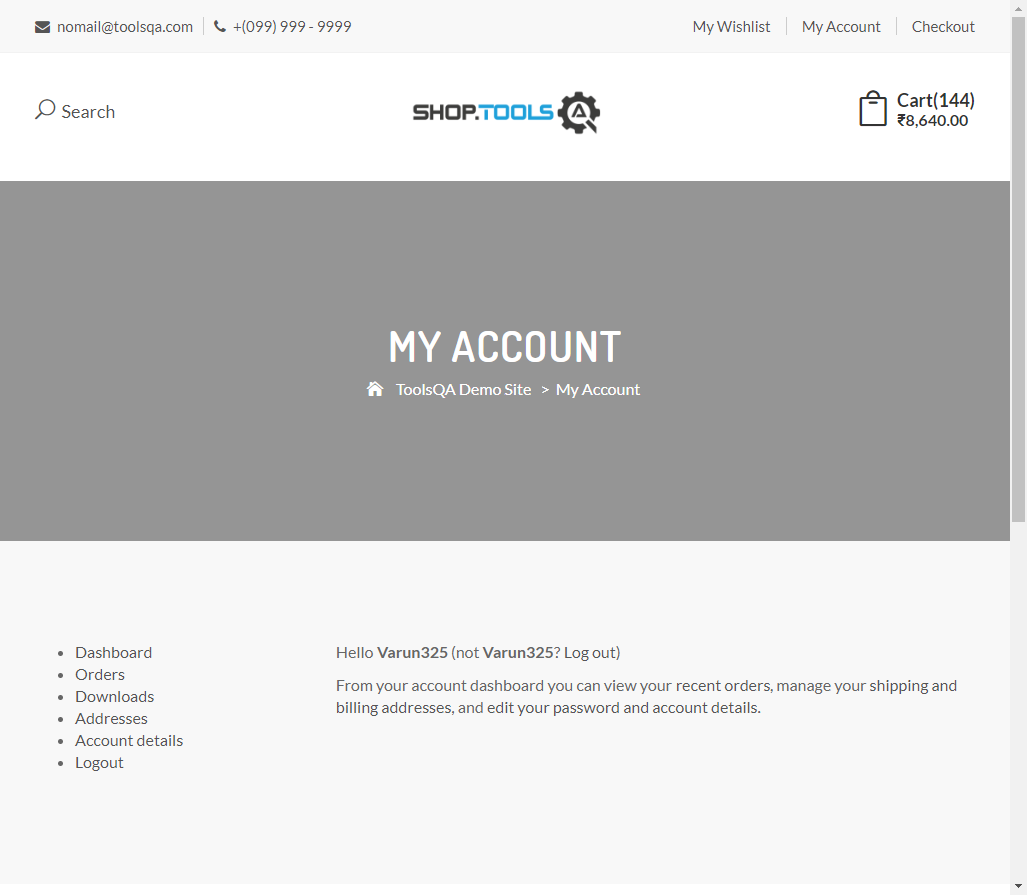 nomail@toolsqa.com +(099) 999 - 9999 My Wishlist My Account Checkout
Search SHOP.TOOLS Cart(144)
₹8,640.00
MY ACCOUNT
ToolsQA Demo Site > My Account
Dashboard
Orders
Downloads
Addresses
Account details
Logout
Hello Varun325 (not Varun325? Log out)
From your account dashboard you can view your recent orders, manage your shipping and
billing addresses, and edit your password and account details.